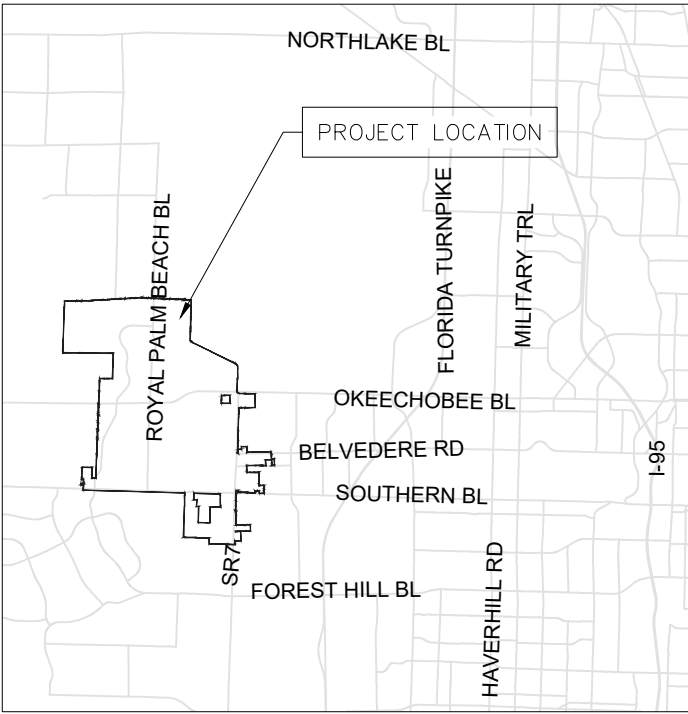 NORTHLAKE BL
PROJECT LOCATION
ROYAL PALM BEACH BL
FLORIDA TURNPIKE
MILITARY TRL
OKEECHOBEE BL
BELVEDERE RD
I-95
SOUTHERN BL
SR7
FOREST HILL BL
HAVERHILL RD